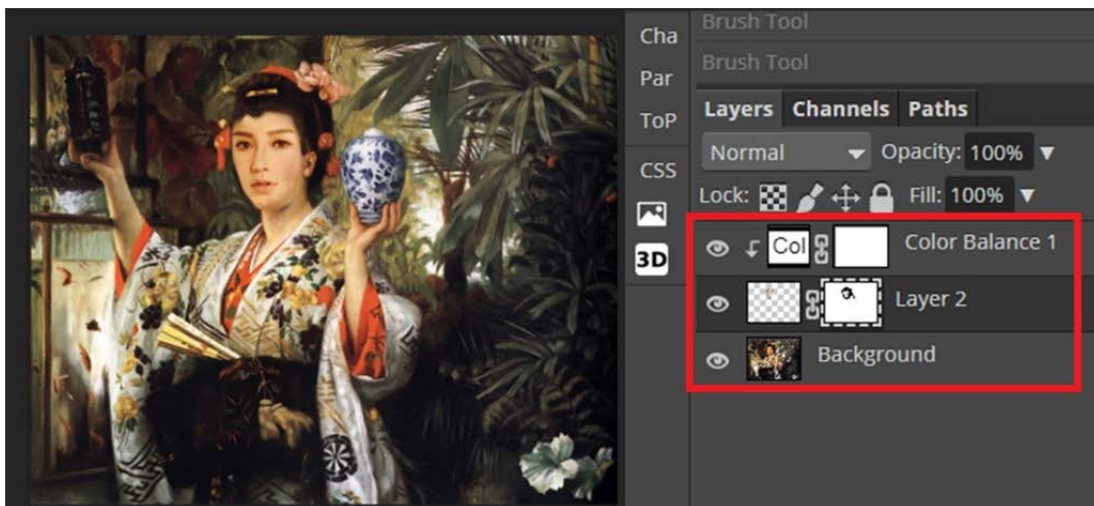 Brush Tool
Brush Tool
Cha
Par
ToP
CSS
3D
Layers Channels Paths
Normal Opacity: 100%
Lock: Fill: 100%
Col Color Balance 1
Layer 2
Background